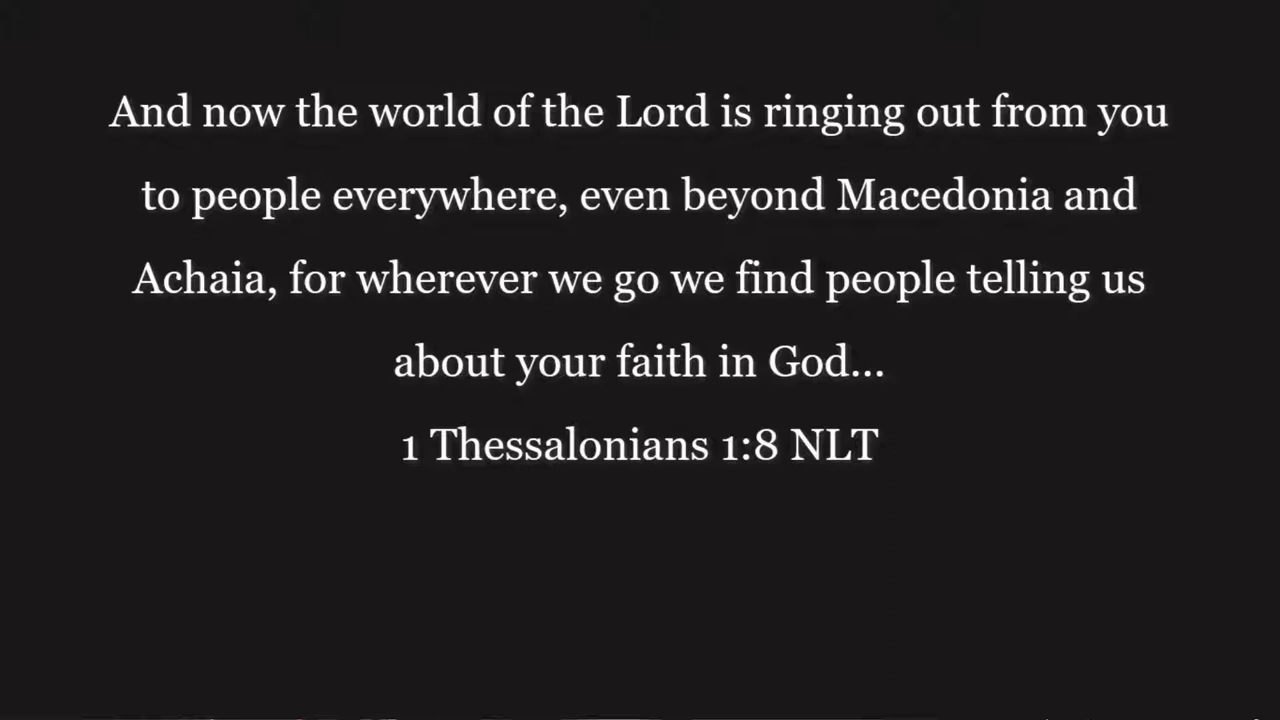 And now the world of the Lord is ringing out from you
to people everywhere, even beyond Macedonia and
Achaia, for wherever we go we find people telling us
about your faith in God...
1 Thessalonians 1:8 NLT